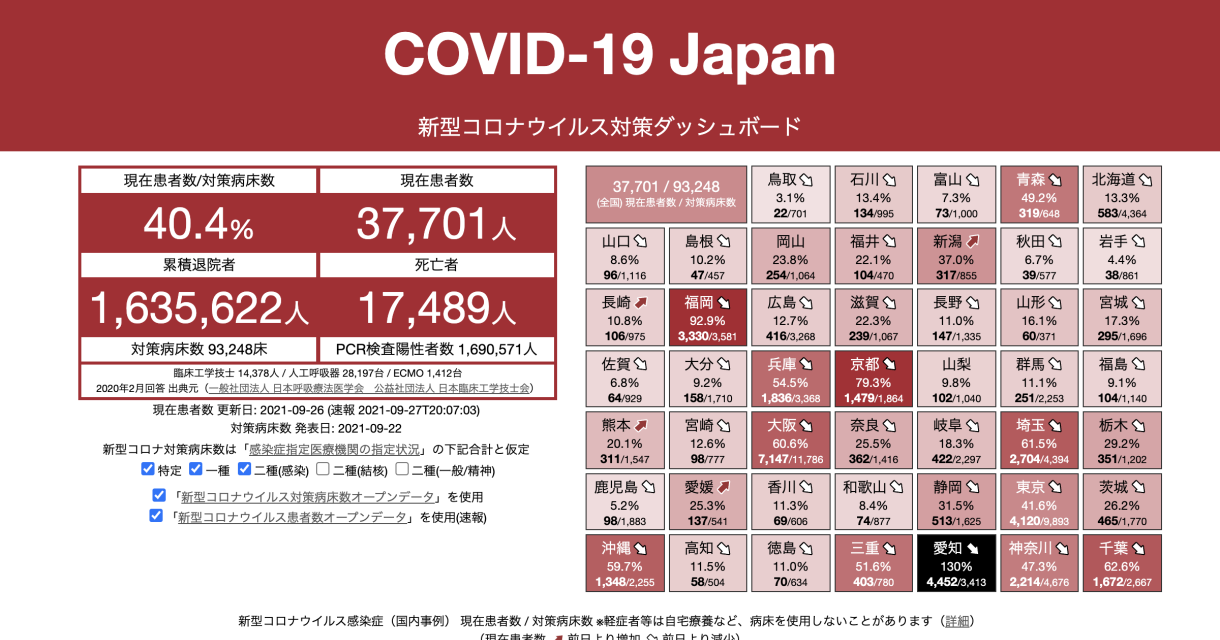 COVID-19 Japan
新型コロナウイルス対策ダッシュボード
現在患者数/対策病床数
現在患者数
40.4%
37,701人
累積退院者
死亡者
1,635,622人
17,489人
対策病床数 93,248床
PCR検査陽性者数 1,690,571人
臨床工学技士 14,378人 / 人工呼吸器 28,197台 / ECMO 1,412台
2020年2月回答 出典元（一般社団法人 日本呼吸療法医学会　公益社団法人 日本臨床工学技士会）
現在患者数 更新日: 2021-09-26 (速報 2021-09-27T20:07:03)
対策病床数 発表日: 2021-09-22
新型コロナ対策病床数は「感染症指定医療機関の指定状況」の下記合計と仮定
特定 一種 二種(感染) 二種(結核) 二種(一般/精神)
「新型コロナウイルス対策病床数オープンデータ」を使用
「新型コロナウイルス患者数オープンデータ」を使用(速報)
37,701 / 93,248
(全国) 現在患者数 / 対策病床数
鳥取
3.1%
22/701
石川
13.4%
134/995
富山
7.3%
73/1,000
青森
49.2%
319/648
北海道
13.3%
583/4,364
山口
8.6%
96/1,116
島根
10.2%
47/457
岡山
23.8%
254/1,064
福井
22.1%
104/470
新潟
37.0%
317/855
秋田
6.7%
39/577
岩手
4.4%
38/861
長崎
10.8%
106/975
福岡
92.9%
3,330/3,581
広島
12.7%
416/3,268
滋賀
22.3%
239/1,067
長野
11.0%
147/1,335
山形
16.1%
60/371
宮城
17.3%
295/1,696
佐賀
6.8%
64/929
大分
9.2%
158/1,710
兵庫
54.5%
1,836/3,368
京都
79.3%
1,479/1,864
山梨
9.8%
102/1,040
群馬
11.1%
251/2,253
福島
9.1%
104/1,140
熊本
20.1%
311/1,547
宮崎
12.6%
98/777
大阪
60.6%
7,147/11,786
奈良
25.5%
362/1,416
岐阜
18.3%
422/2,297
埼玉
61.5%
2,704/4,394
栃木
29.2%
351/1,202
鹿児島
5.2%
98/1,883
愛媛
25.3%
137/541
香川
11.3%
69/606
和歌山
8.4%
74/877
静岡
31.5%
513/1,625
東京
41.6%
4,120/9,893
茨城
26.2%
465/1,770
沖縄
59.7%
1,348/2,255
高知
11.5%
58/504
徳島
11.0%
70/634
三重
51.6%
403/780
愛知
130%
4,452/3,413
神奈川
47.3%
2,214/4,676
千葉
62.6%
1,672/2,667
新型コロナウイルス感染症（国内事例） 現在患者数 / 対策病床数 ※軽症者等は自宅療養など、病床を使用しないことがあります（詳細）
（現在患者数 前日より増加 前日より減少）